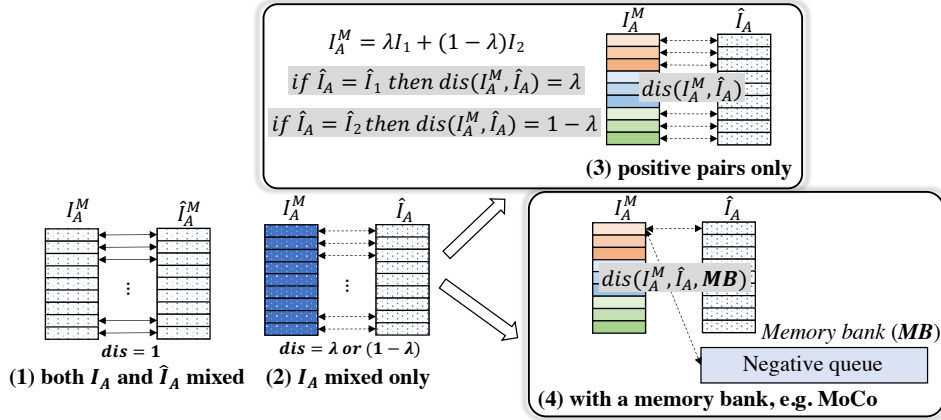 I_A^M = λI_1 + (1 − λ)I_2
if Î_A = Î_1 then dis(I_A^M, Î_A) = λ
if Î_A = Î_2 then dis(I_A^M, Î_A) = 1 − λ
I_A^M Î_A
dis(I_A^M, Î_A)
(3) positive pairs only
I_A^M Î_A^M
⋮
dis = 1
(1) both I_A and Î_A mixed
I_A^M Î_A
⋮
dis = λ or (1 − λ)
(2) I_A mixed only
I_A^M Î_A
dis(I_A^M, Î_A, MB)
Memory bank (MB)
Negative queue
(4) with a memory bank, e.g. MoCo